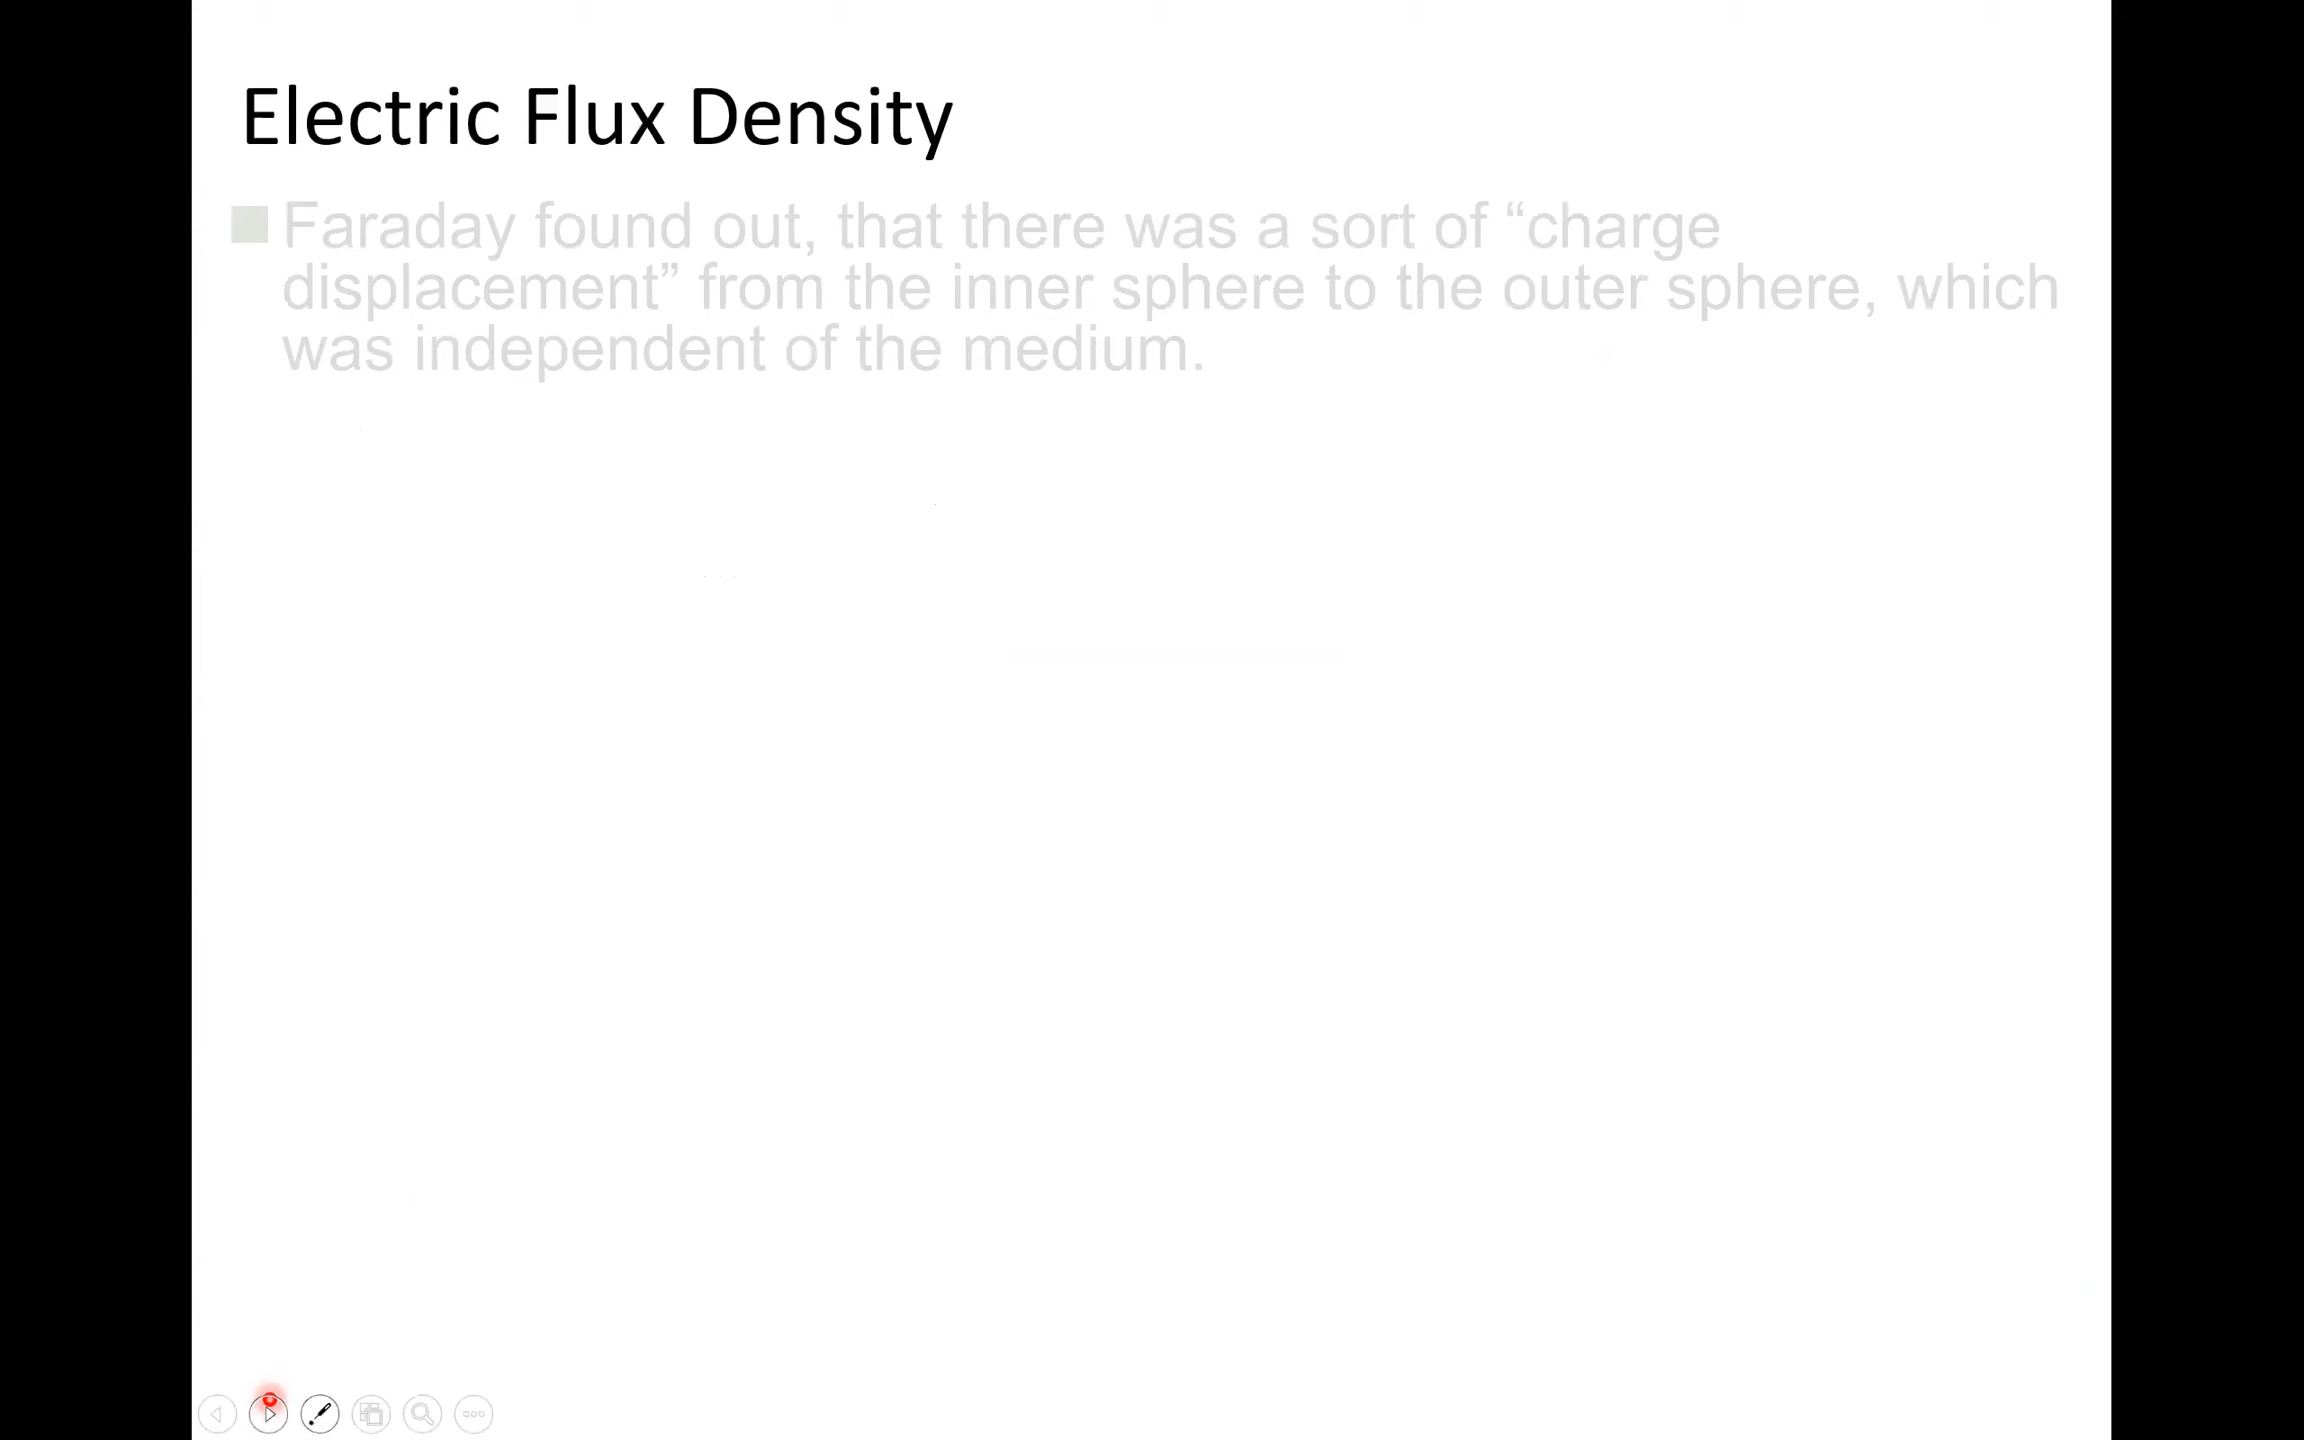 Electric Flux Density
Faraday found out, that there was a sort of “charge
displacement” from the inner sphere to the outer sphere, which
was independent of the medium.